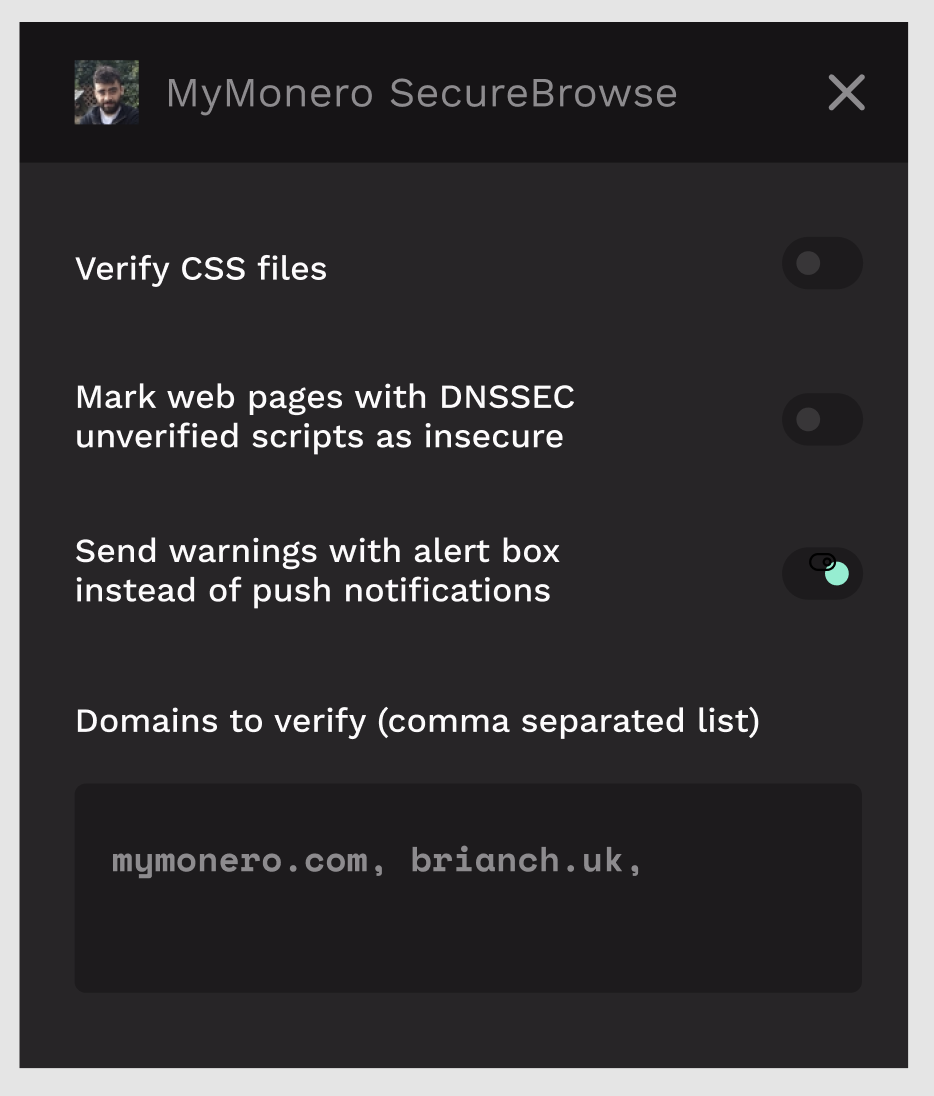 MyMonero SecureBrowse
Verify CSS files
Mark web pages with DNSSEC
unverified scripts as insecure
Send warnings with alert box
instead of push notifications
Domains to verify (comma separated list)
mymonero.com, brianch.uk,